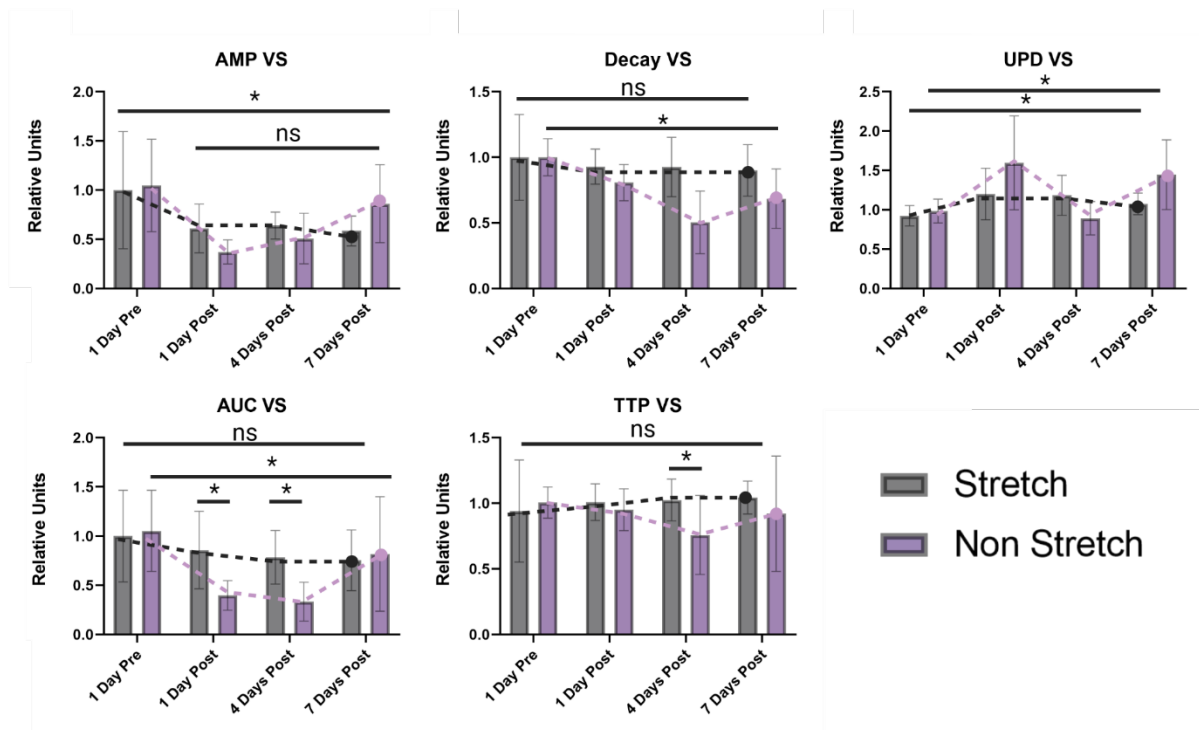 AMP VS
Relative Units
2.0
1.5
1.0
0.5
0.0
*
ns
1 Day Pre
1 Day Post
4 Days Post
7 Days Post
Decay VS
Relative Units
1.5
1.0
0.5
0.0
ns
*
1 Day Pre
1 Day Post
4 Days Post
7 Days Post
UPD VS
Relative Units
2.5
2.0
1.5
1.0
0.5
0.0
*
*
1 Day Pre
1 Day Post
4 Days Post
7 Days Post
AUC VS
Relative Units
2.0
1.5
1.0
0.5
0.0
ns
*
*
*
1 Day Pre
1 Day Post
4 Days Post
7 Days Post
TTP VS
Relative Units
1.5
1.0
0.5
0.0
ns
*
1 Day Pre
1 Day Post
4 Days Post
7 Days Post
Stretch
Non Stretch